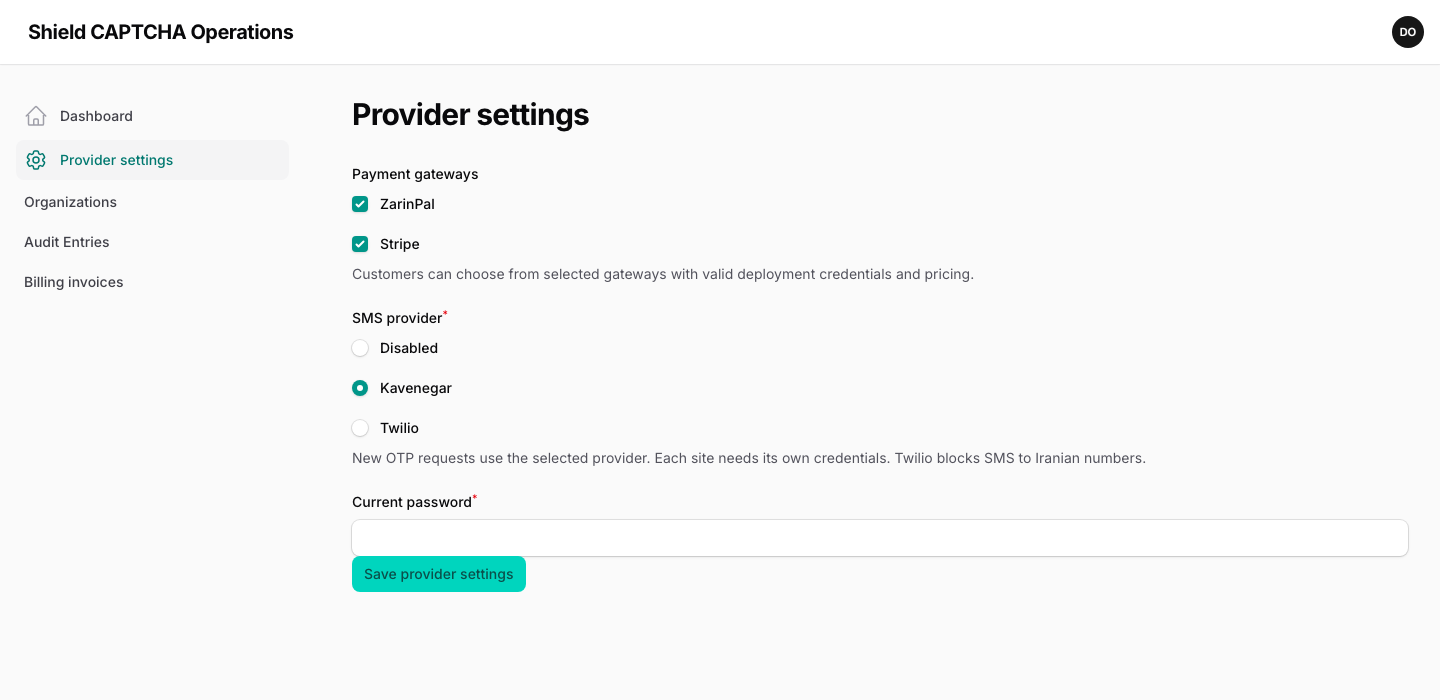 Shield CAPTCHA Operations
DO
Dashboard
Provider settings
Organizations
Audit Entries
Billing invoices
Provider settings
Payment gateways
ZarinPal
Stripe
Customers can choose from selected gateways with valid deployment credentials and pricing.
SMS provider*
Disabled
Kavenegar
Twilio
New OTP requests use the selected provider. Each site needs its own credentials. Twilio blocks SMS to Iranian numbers.
Current password*
Save provider settings